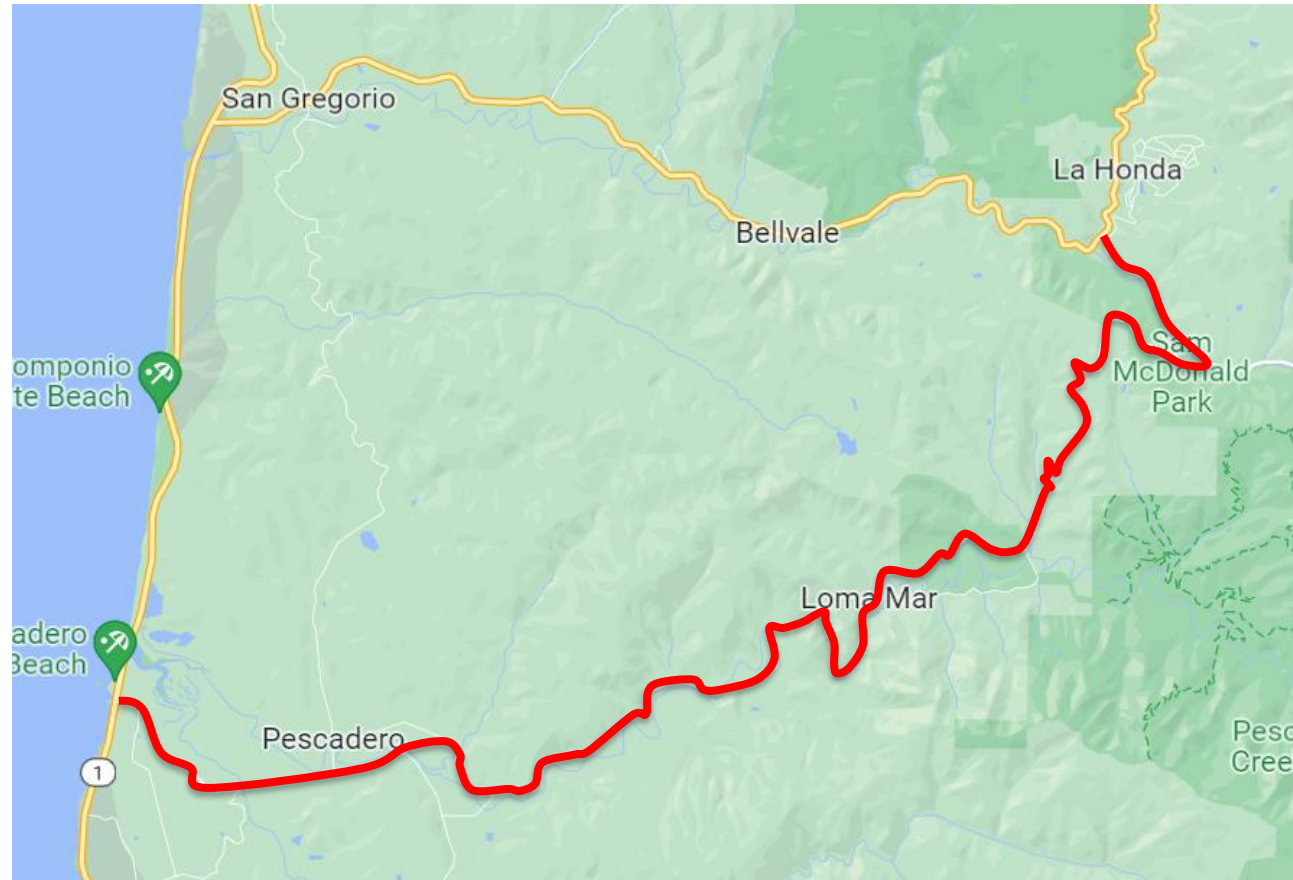 San Gregorio
La Honda
Bellvale
omponio
te Beach
Sam
McDonald
Park
Loma Mar
adero
Beach
Pescadero
Pesc
Cree
1